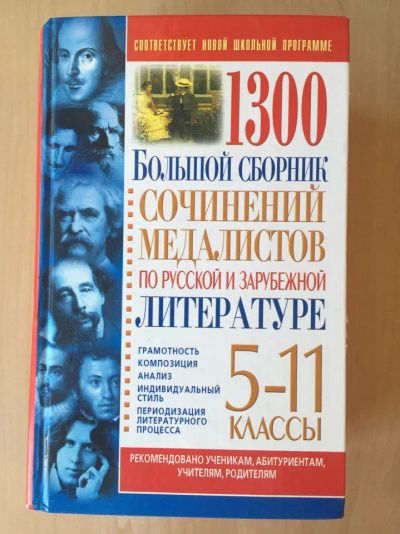 СООТВЕТСТВУЕТ НОВОЙ ШКОЛЬНОЙ ПРОГРАММЕ
1300
БОЛЬШОЙ СБОРНИК
СОЧИНЕНИЙ
МЕДАЛИСТОВ
ПО РУССКОЙ И ЗАРУБЕЖНОЙ
ЛИТЕРАТУРЕ
ГРАМОТНОСТЬ
КОМПОЗИЦИЯ
АНАЛИЗ
ИНДИВИДУАЛЬНЫЙ
СТИЛЬ
ПЕРИОДИЗАЦИЯ
ЛИТЕРАТУРНОГО
ПРОЦЕССА
5-11
КЛАССЫ
РЕКОМЕНДОВАНО УЧЕНИКАМ, АБИТУРИЕНТАМ,
УЧИТЕЛЯМ, РОДИТЕЛЯМ